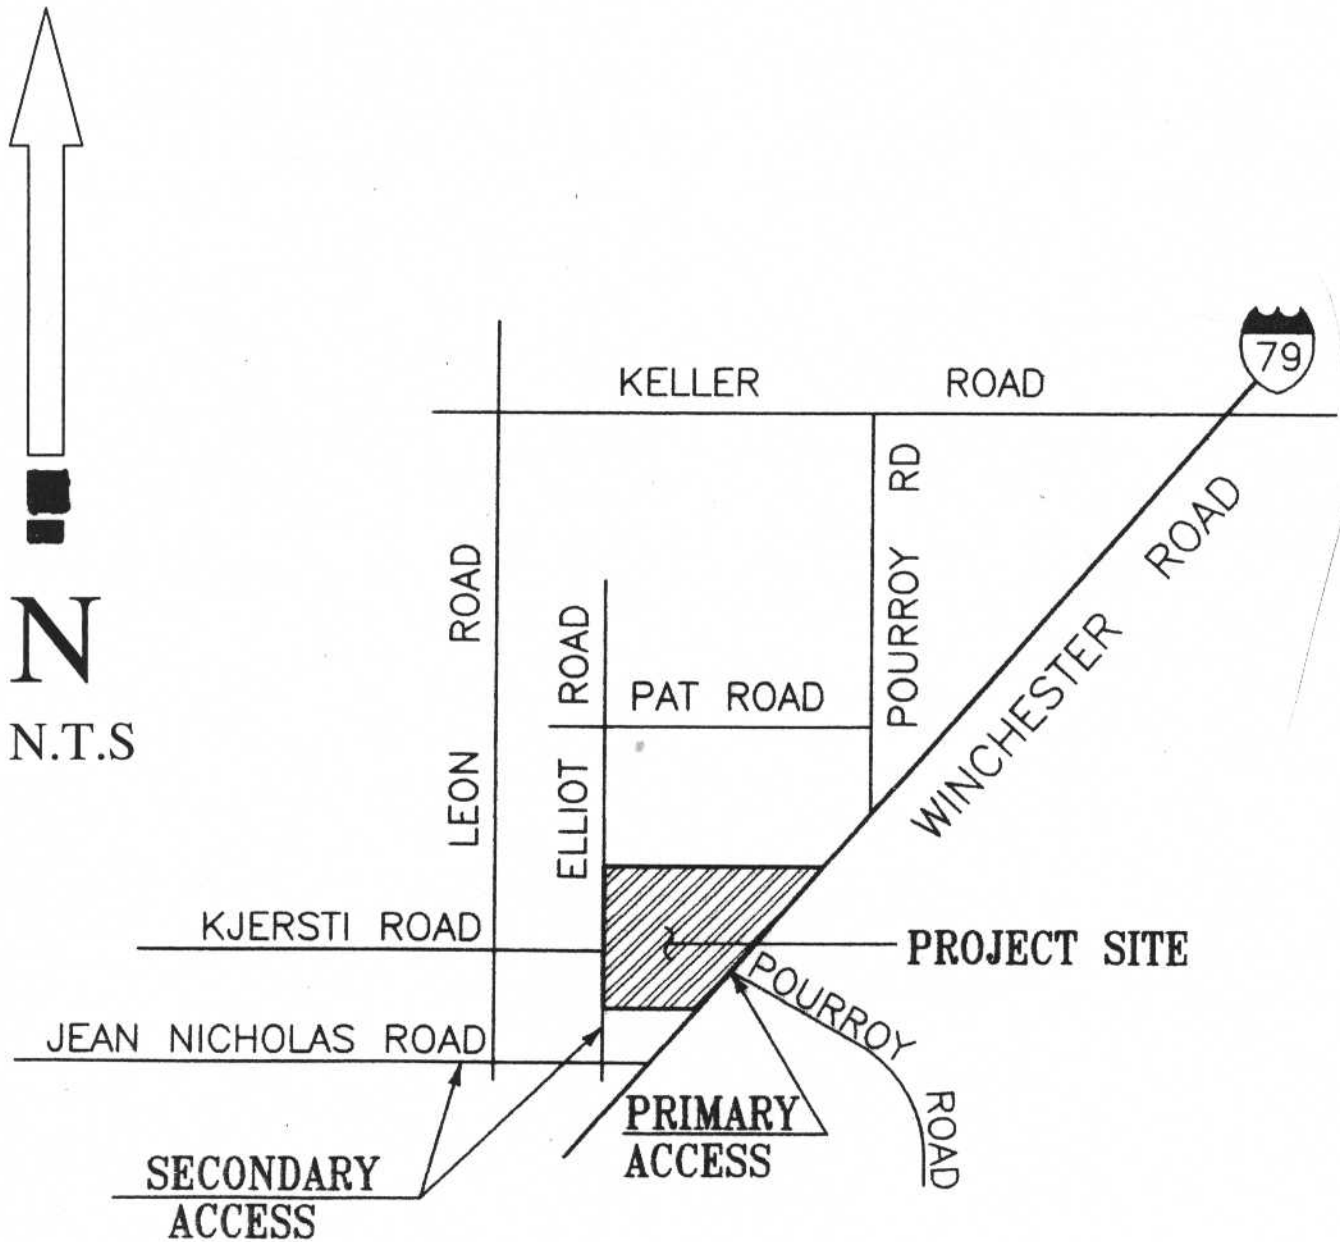 79
KELLER ROAD
POURROY RD
WINCHESTER ROAD
LEON ROAD
ELLIOT ROAD
PAT ROAD
N
N.T.S
KJERSTI ROAD
PROJECT SITE
POURROY ROAD
JEAN NICHOLAS ROAD
PRIMARY
ACCESS
SECONDARY
ACCESS